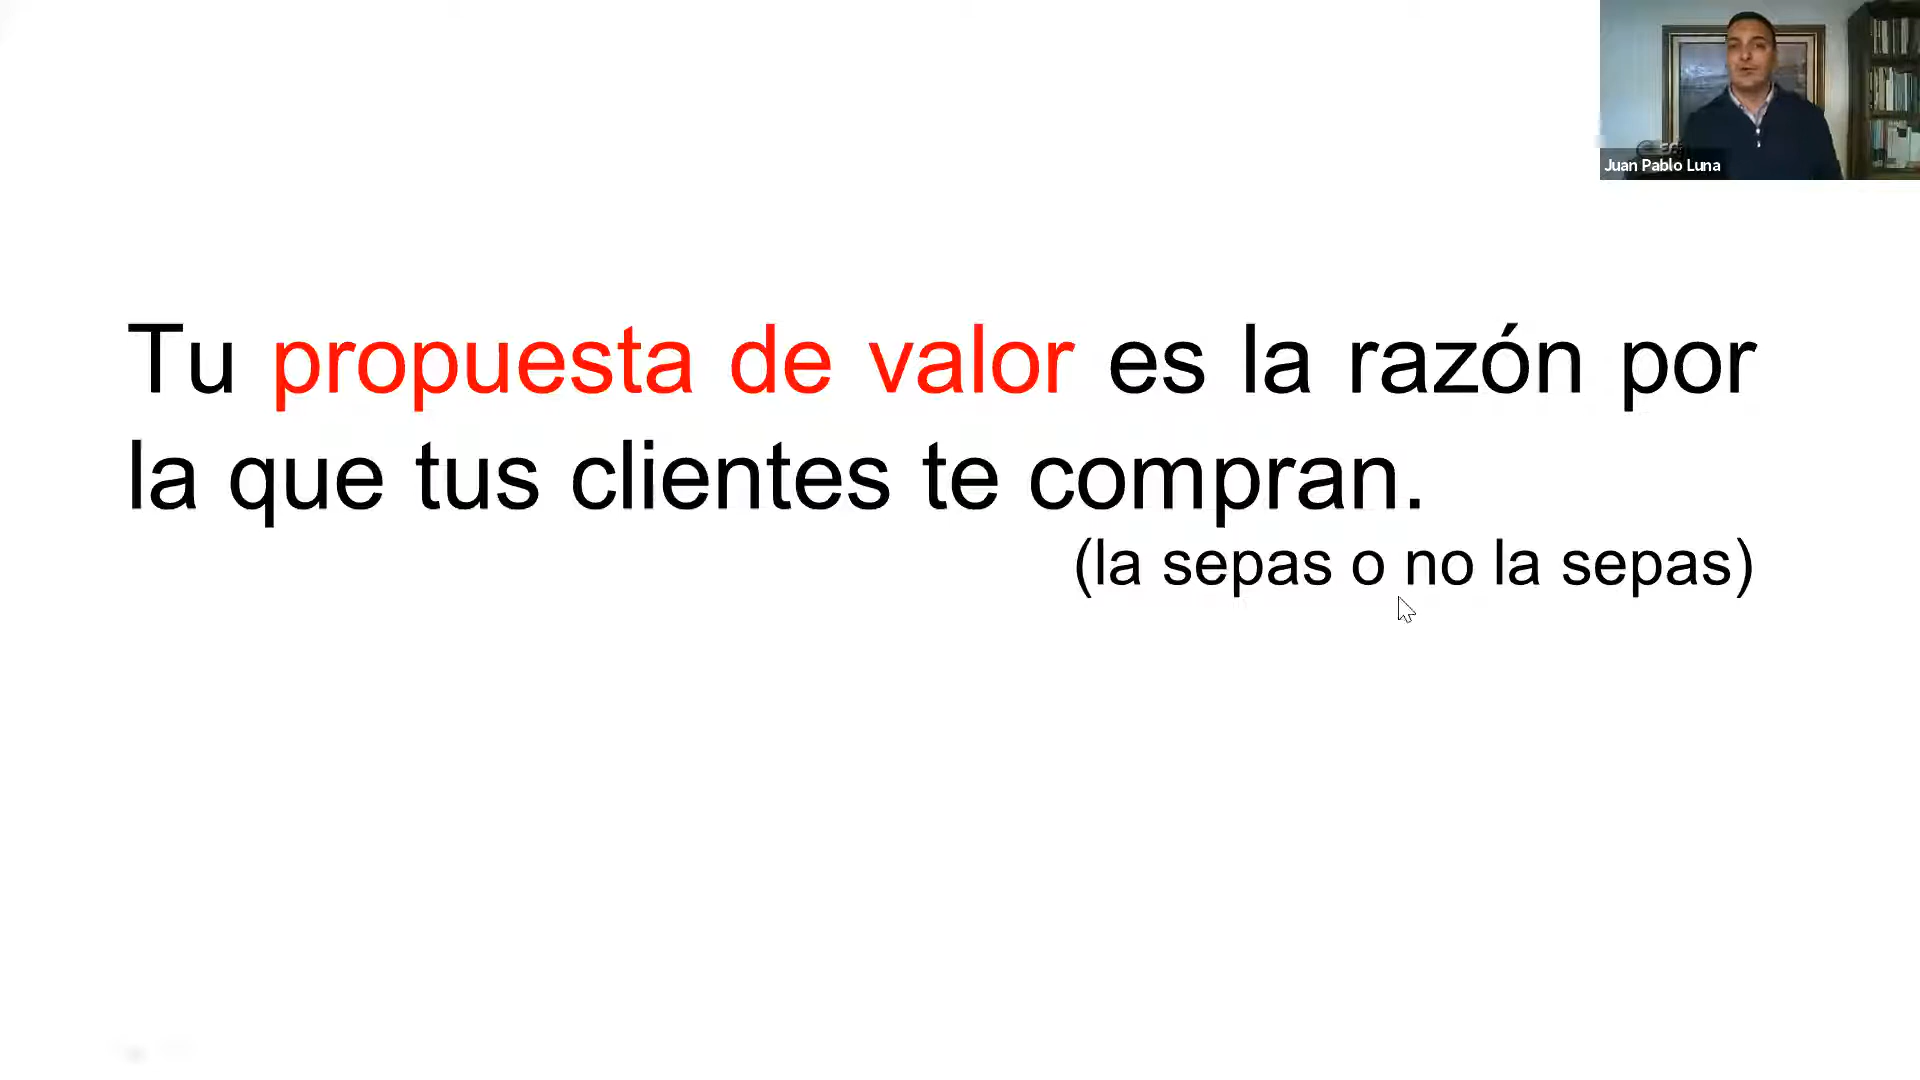 Juan Pablo Luna
Tu propuesta de valor es la razón por
la que tus clientes te compran.
(la sepas o no la sepas)